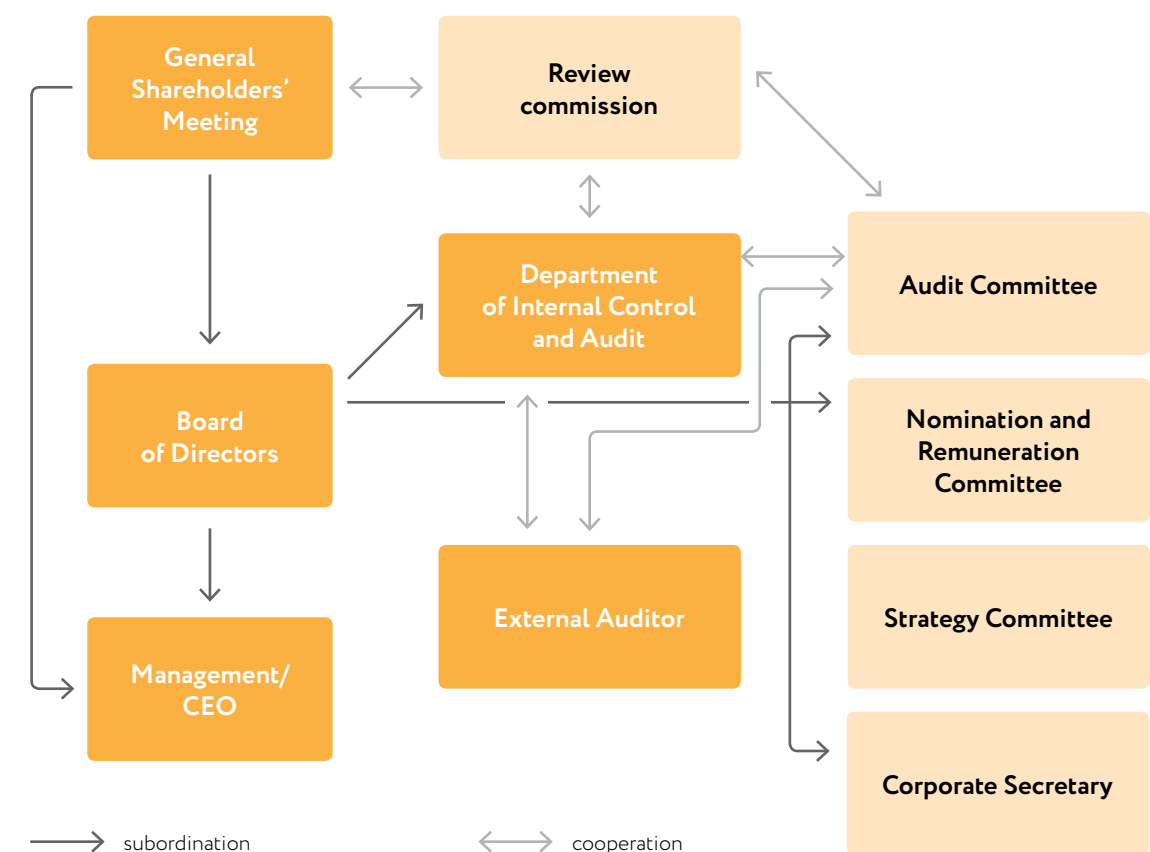 General
Shareholders’
Meeting
Review
commission
Department
of Internal Control
and Audit
Audit Committee
Board
of Directors
Nomination and
Remuneration
Committee
External Auditor
Strategy Committee
Management/
CEO
Corporate Secretary
subordination
cooperation